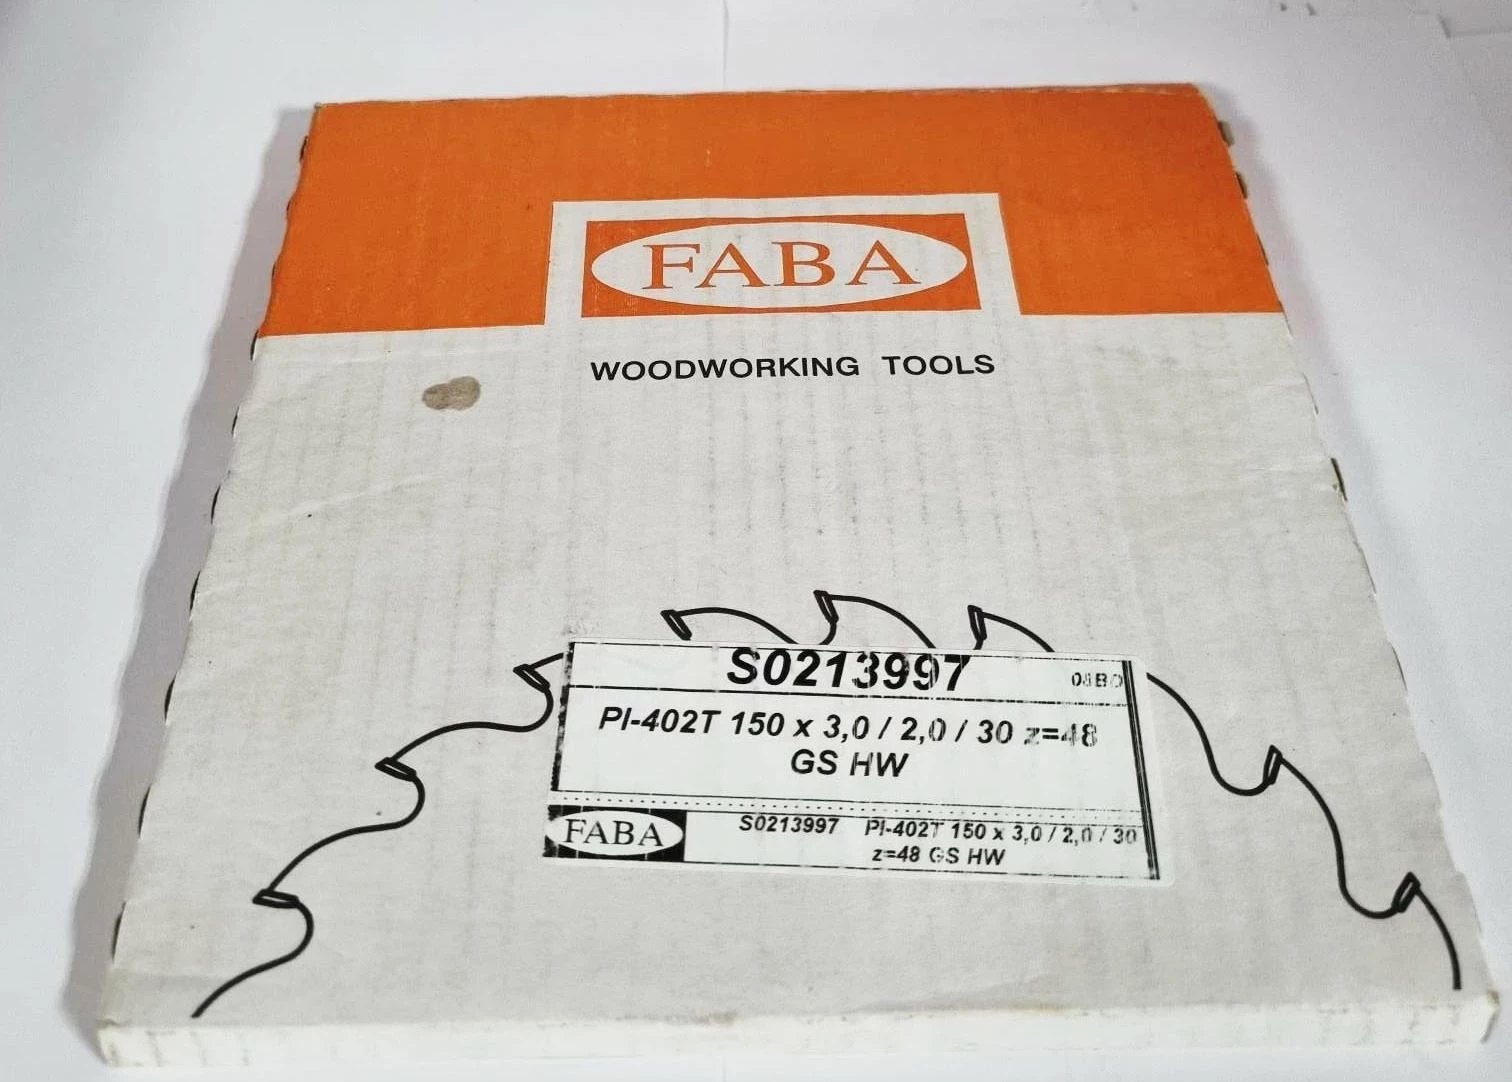 FABA
WOODWORKING TOOLS
S0213997
PI-402T 150 x 3,0 / 2,0 / 30 z=48
GS HW
FABA S0213997 PI-402T 150 x 3,0 / 2,0 / 30
z=48 GS HW